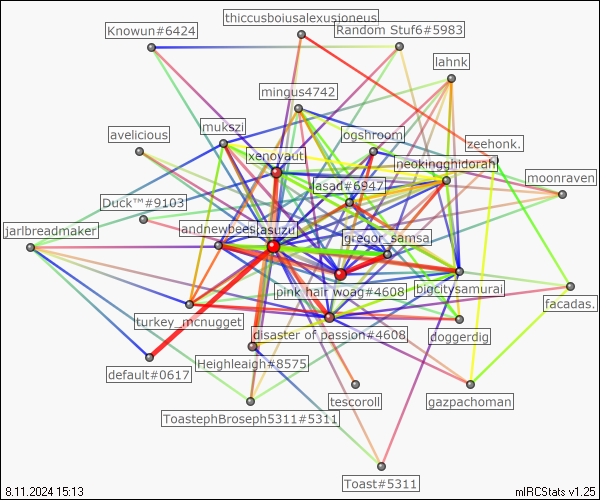 thiccusboiusalexusjoneus
Knowun#6424
Random Stuf6#5983
lahnk
mingus4742
mukszi
avelicious
ogshroom
zeehonk.
xenoyaut
neokingghidorah
moonraven
lasad#6947
Duck™#9103
jarlbreadmaker
andnewbees
asuzu
gregor_samsa.
pink hair woag#4608
bigcitysamurai
facadas.
turkey_mcnugget
disaster of passion#4608
doggerdig
default#0617
Heighleaigh#8575
tescoroll
gazpachoman
ToastephBroseph5311#5311
Toast#5311
8.11.2024 15:13
mIRCStats v1.25